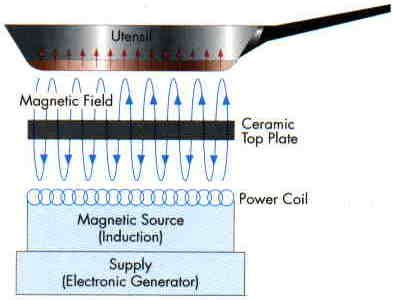 Utensil
Magnetic Field
Ceramic
Top Plate
Power Coil
Magnetic Source
(Induction)
Supply
(Electronic Generator)